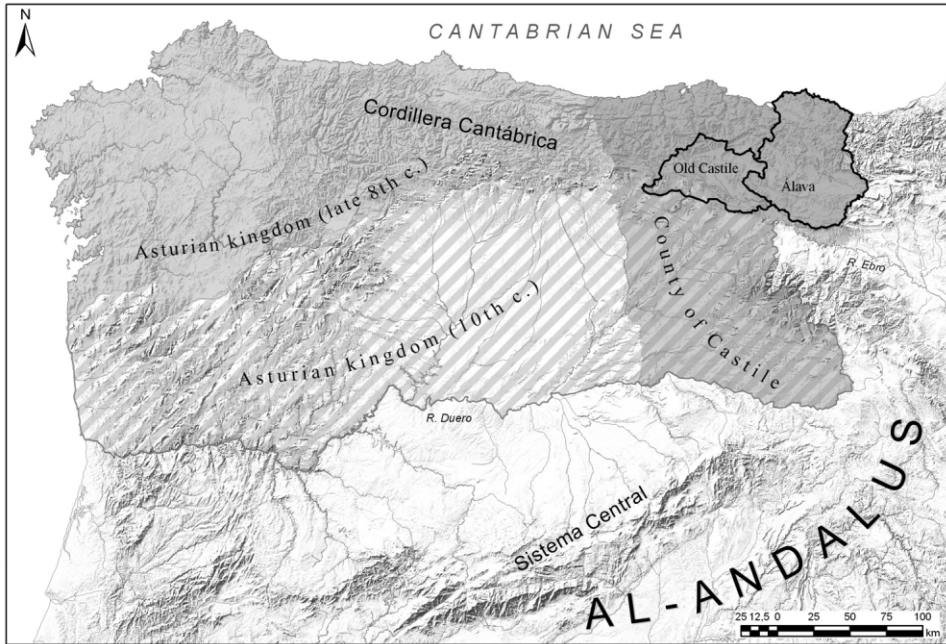 N
CANTABRIAN SEA
Cordillera Cantábrica
Old Castile
Álava
Asturian kingdom (late 8th c.)
County of Castile
R. Ebro
Asturian kingdom (10th c.)
R. Duero
Sistema Central
AL-ANDALUS
25 12,5 0 25 50 75 100
km